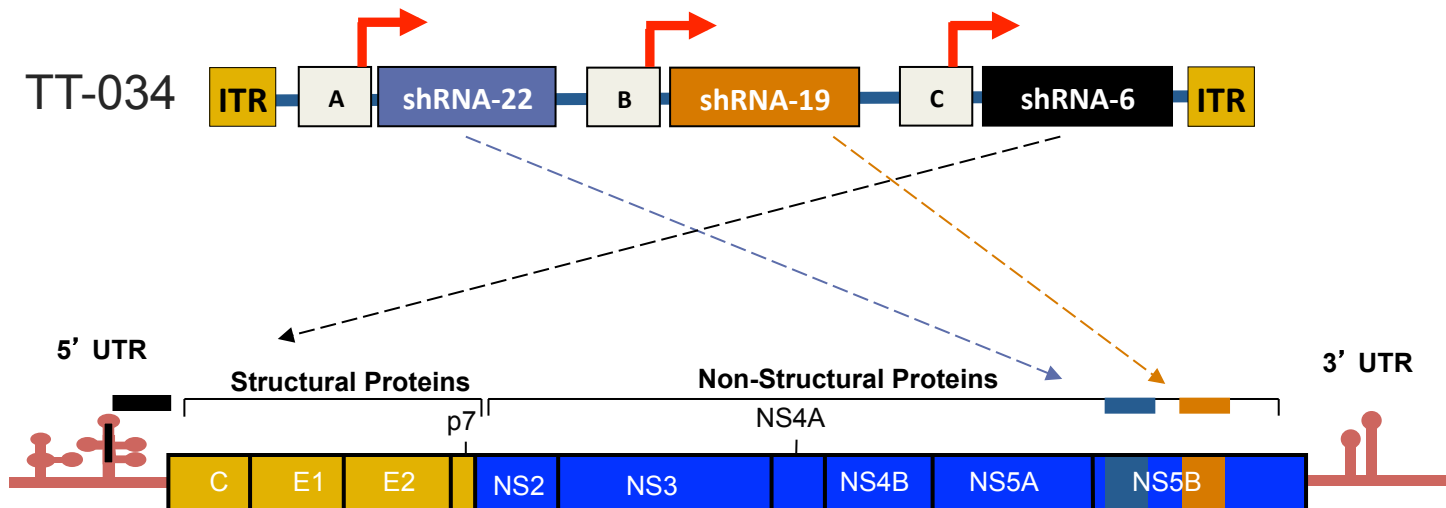 TT-034
ITR A shRNA-22 B shRNA-19 C shRNA-6 ITR
5’ UTR
3’ UTR
Structural Proteins
Non-Structural Proteins
p7
NS4A
C E1 E2 NS2 NS3 NS4B NS5A NS5B